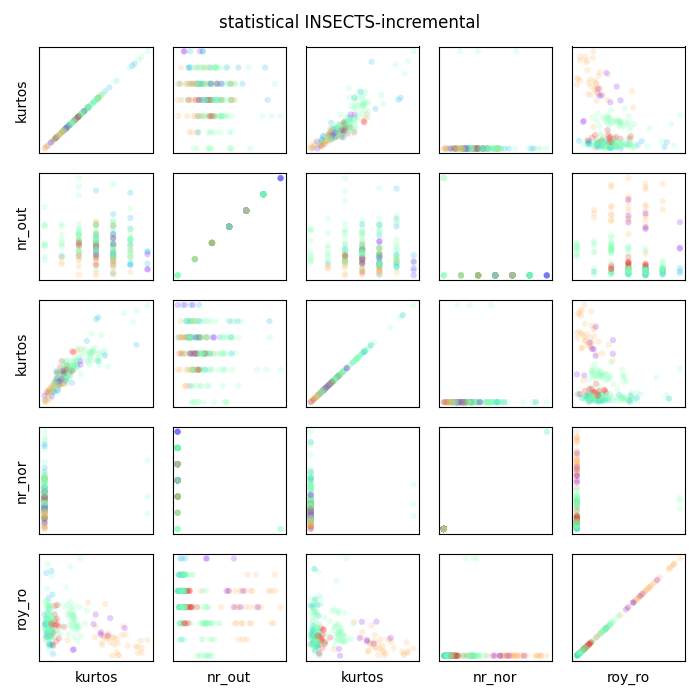 statistical INSECTS-incremental
kurtos
nr_out
kurtos
nr_nor
roy_ro
kurtos
nr_out
kurtos
nr_nor
roy_ro